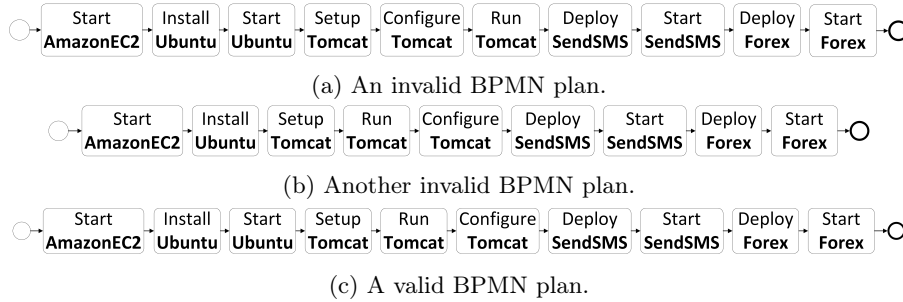 Start Install Start Setup Configure Run Deploy Start Deploy Start
AmazonEC2 Ubuntu Ubuntu Tomcat Tomcat Tomcat SendSMS SendSMS Forex Forex
(a) An invalid BPMN plan.
Start Install Setup Run Configure Deploy Start Deploy Start
AmazonEC2 Ubuntu Tomcat Tomcat Tomcat SendSMS SendSMS Forex Forex
(b) Another invalid BPMN plan.
Start Install Start Setup Run Configure Deploy Start Deploy Start
AmazonEC2 Ubuntu Ubuntu Tomcat Tomcat Tomcat SendSMS SendSMS Forex Forex
(c) A valid BPMN plan.